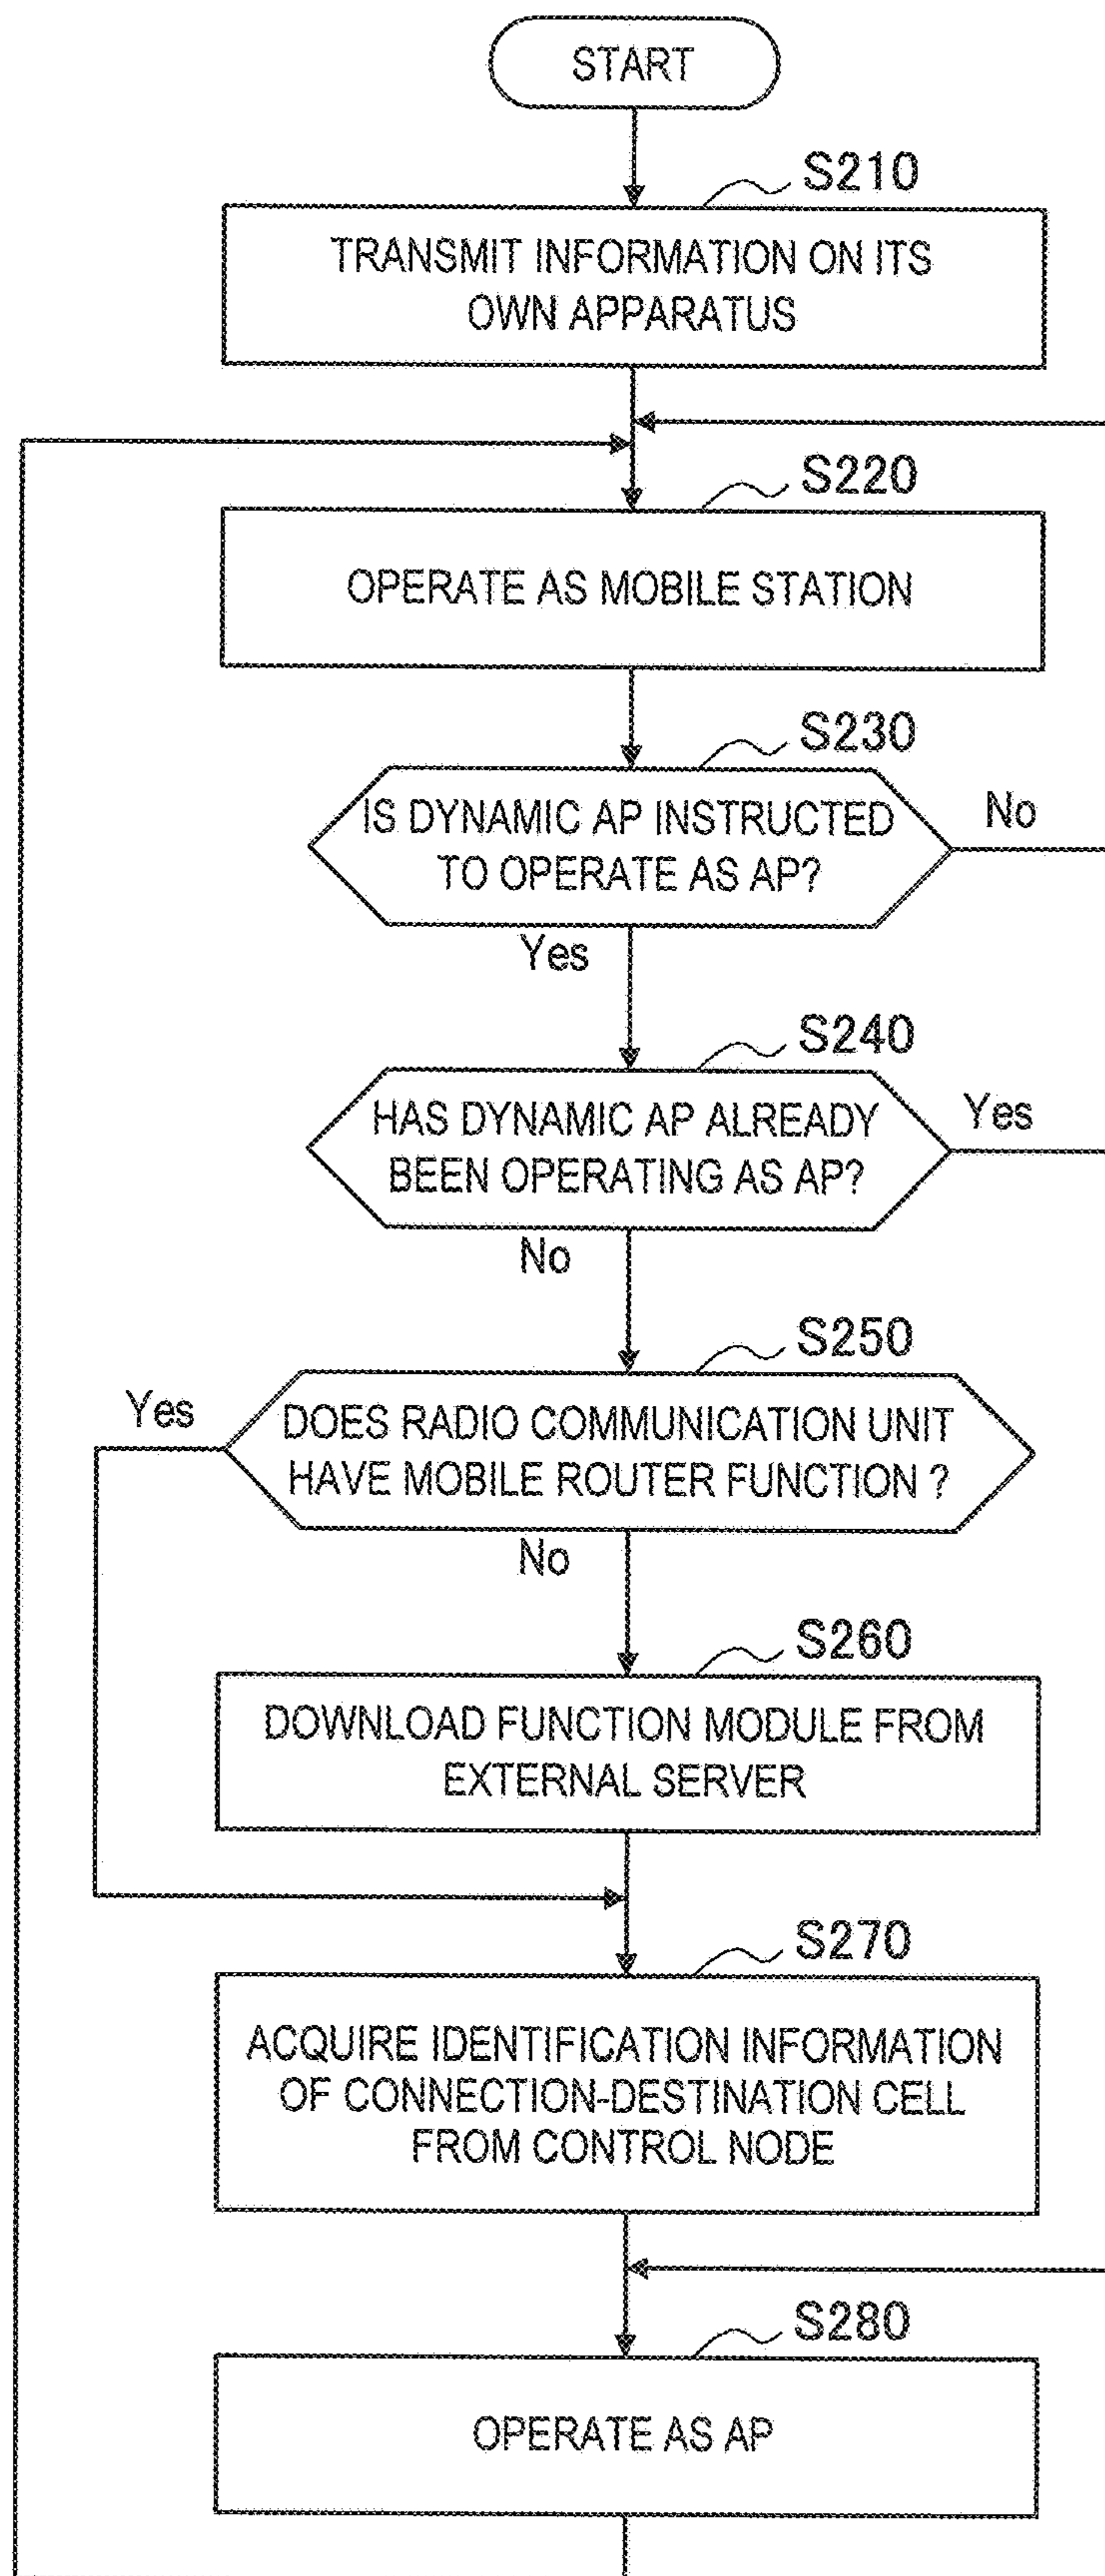 START
S210
TRANSMIT INFORMATION ON ITS
OWN APPARATUS
S220
OPERATE AS MOBILE STATION
S230
IS DYNAMIC AP INSTRUCTED
TO OPERATE AS AP?
No
Yes
S240
HAS DYNAMIC AP ALREADY
BEEN OPERATING AS AP?
Yes
No
S250
Yes
DOES RADIO COMMUNICATION UNIT
HAVE MOBILE ROUTER FUNCTION ?
No
S260
DOWNLOAD FUNCTION MODULE FROM
EXTERNAL SERVER
S270
ACQUIRE IDENTIFICATION INFORMATION
OF CONNECTION-DESTINATION CELL
FROM CONTROL NODE
S280
OPERATE AS AP